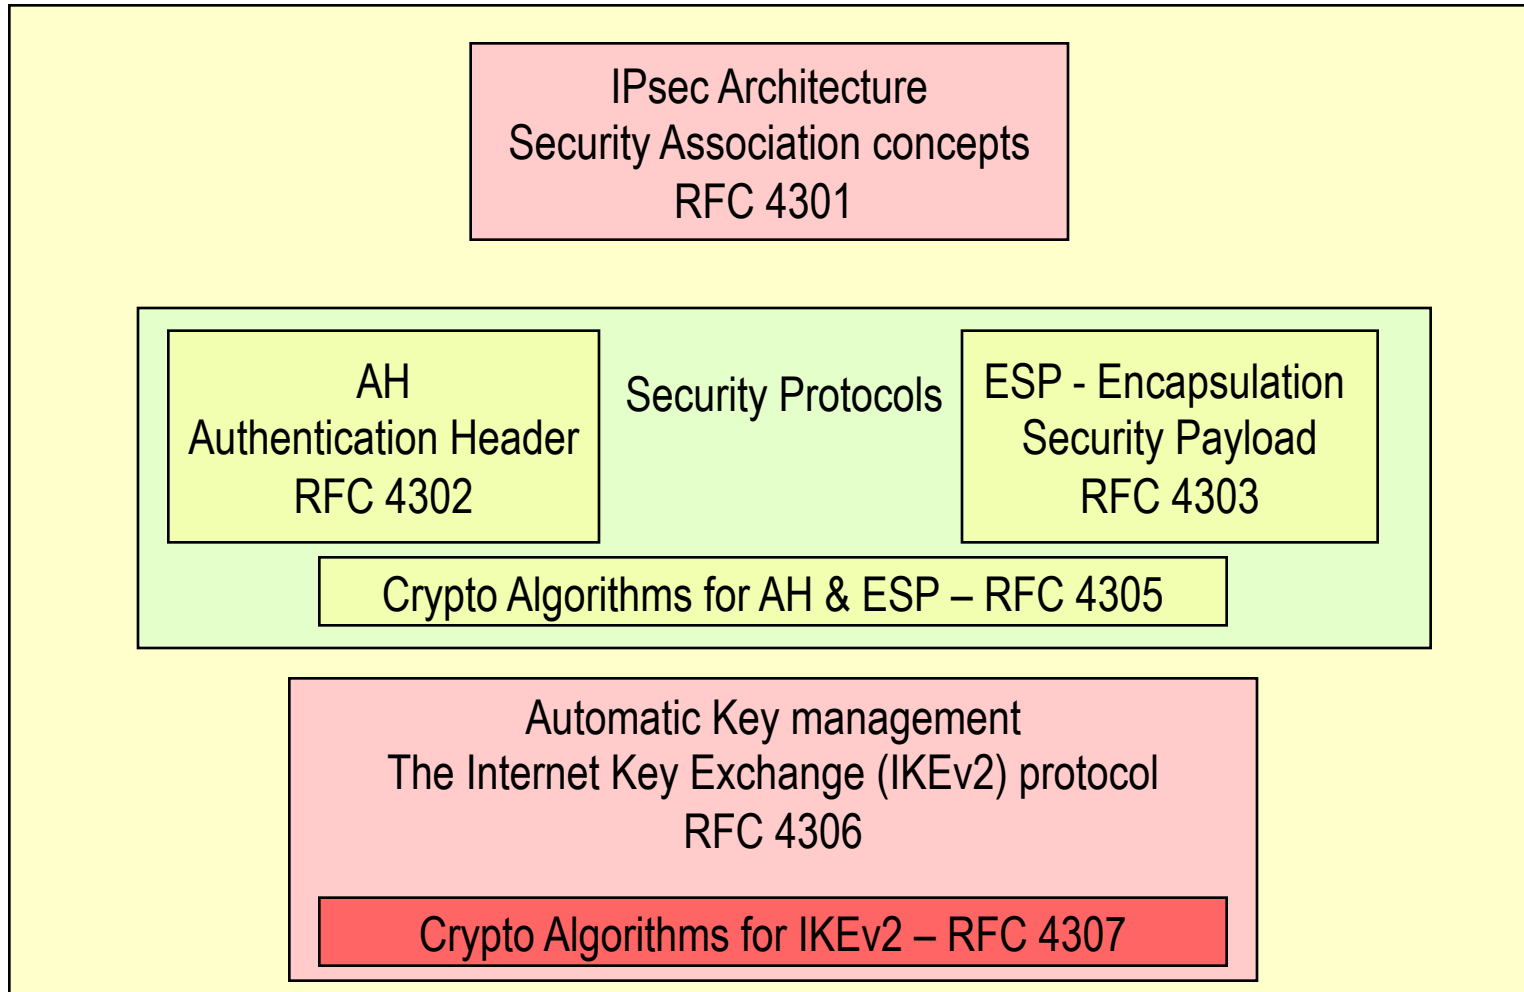 IPsec Architecture
Security Association concepts
RFC 4301
AH
Authentication Header
RFC 4302
Security Protocols
ESP - Encapsulation
Security Payload
RFC 4303
Crypto Algorithms for AH & ESP – RFC 4305
Automatic Key management
The Internet Key Exchange (IKEv2) protocol
RFC 4306
Crypto Algorithms for IKEv2 – RFC 4307